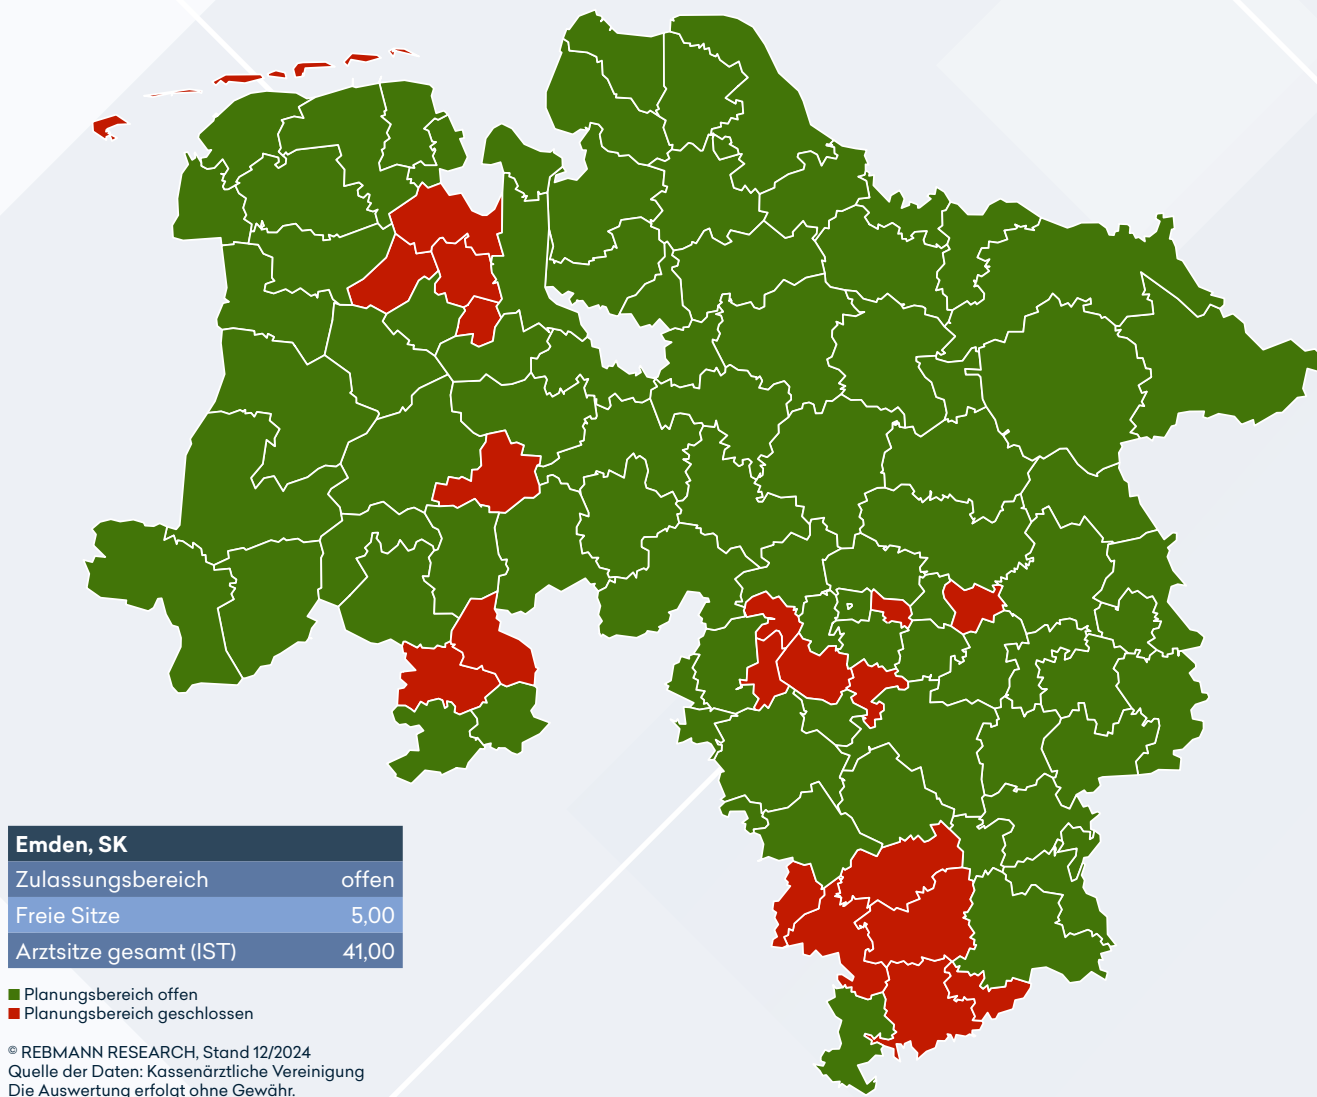 Emden, SK
Zulassungsbereich offen
Freie Sitze 5,00
Arztsitze gesamt (IST) 41,00
Planungsbereich offen
Planungsbereich geschlossen
© REBMANN RESEARCH, Stand 12/2024
Quelle der Daten: Kassenärztliche Vereinigung
Die Auswertung erfolgt ohne Gewähr.